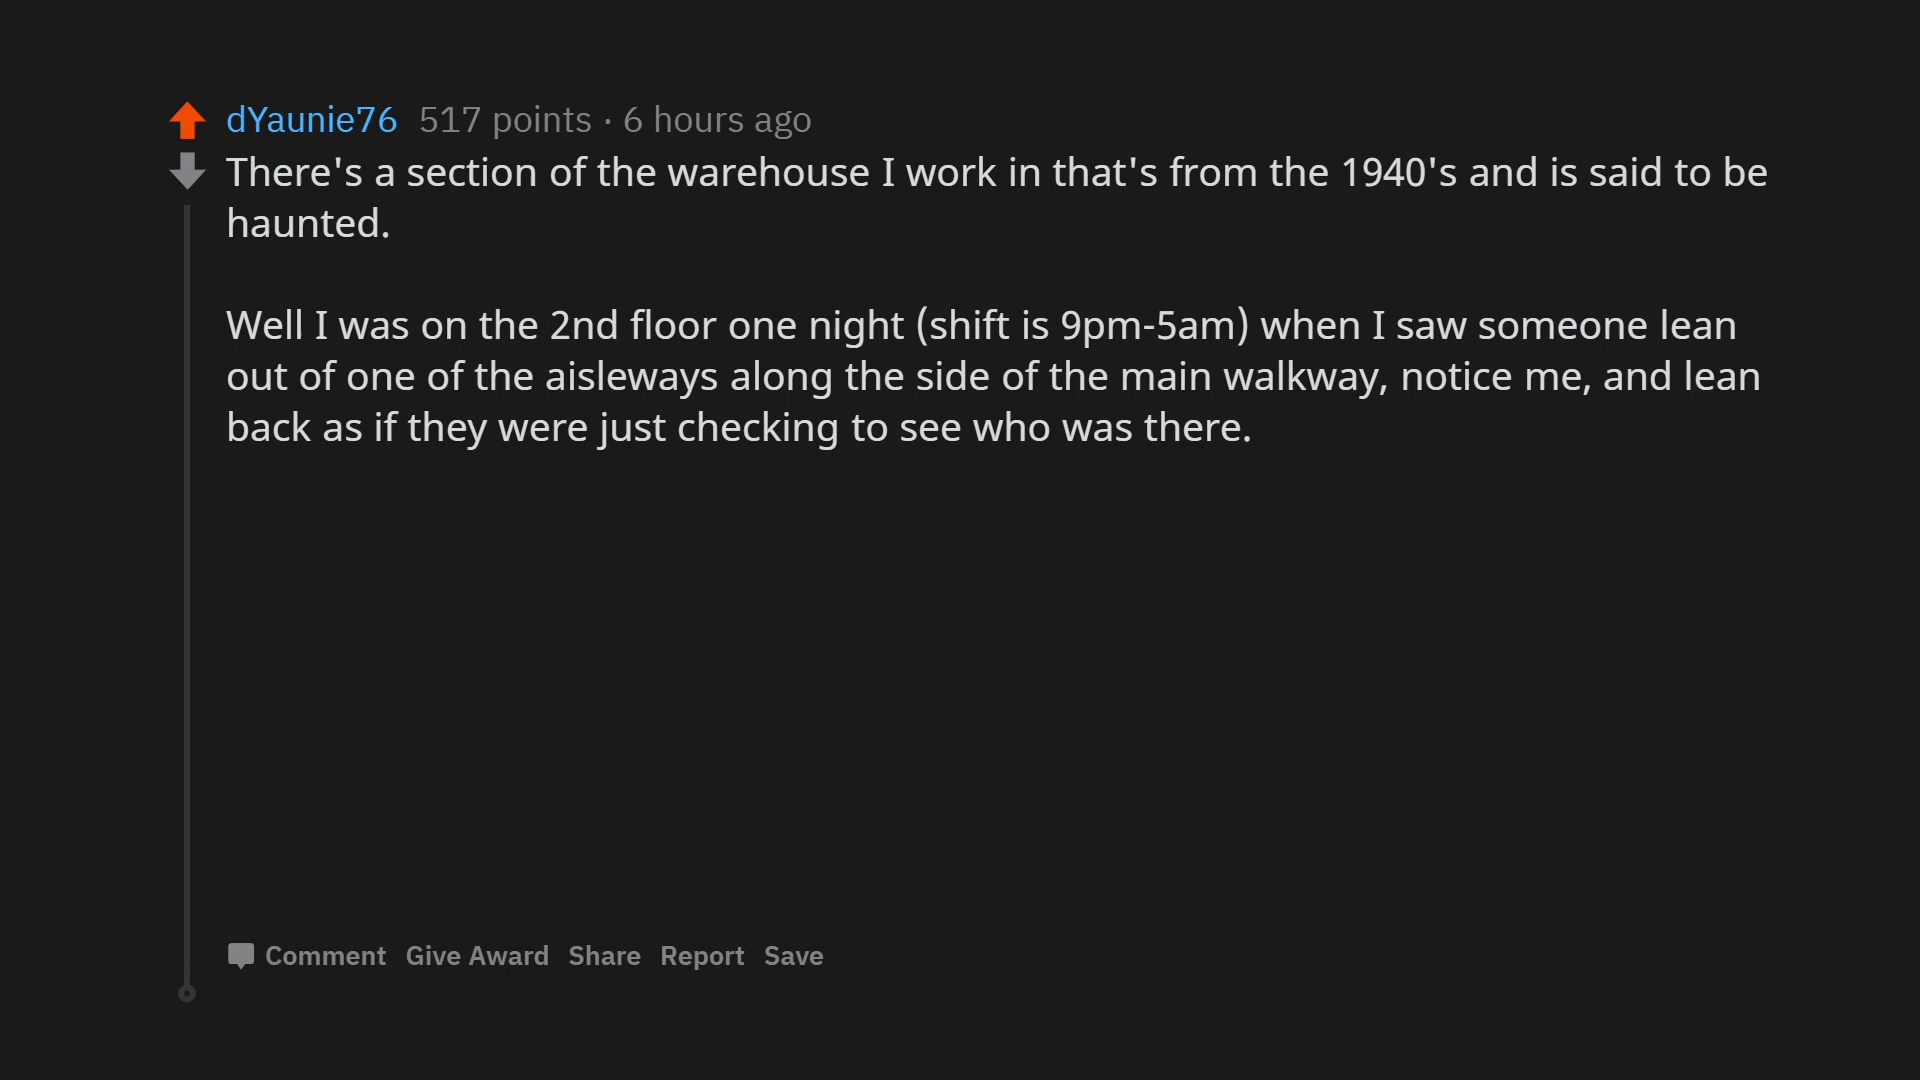 dYaunie76 517 points · 6 hours ago
There's a section of the warehouse I work in that's from the 1940's and is said to be
haunted.
Well I was on the 2nd floor one night (shift is 9pm-5am) when I saw someone lean
out of one of the aisleways along the side of the main walkway, notice me, and lean
back as if they were just checking to see who was there.
Comment Give Award Share Report Save